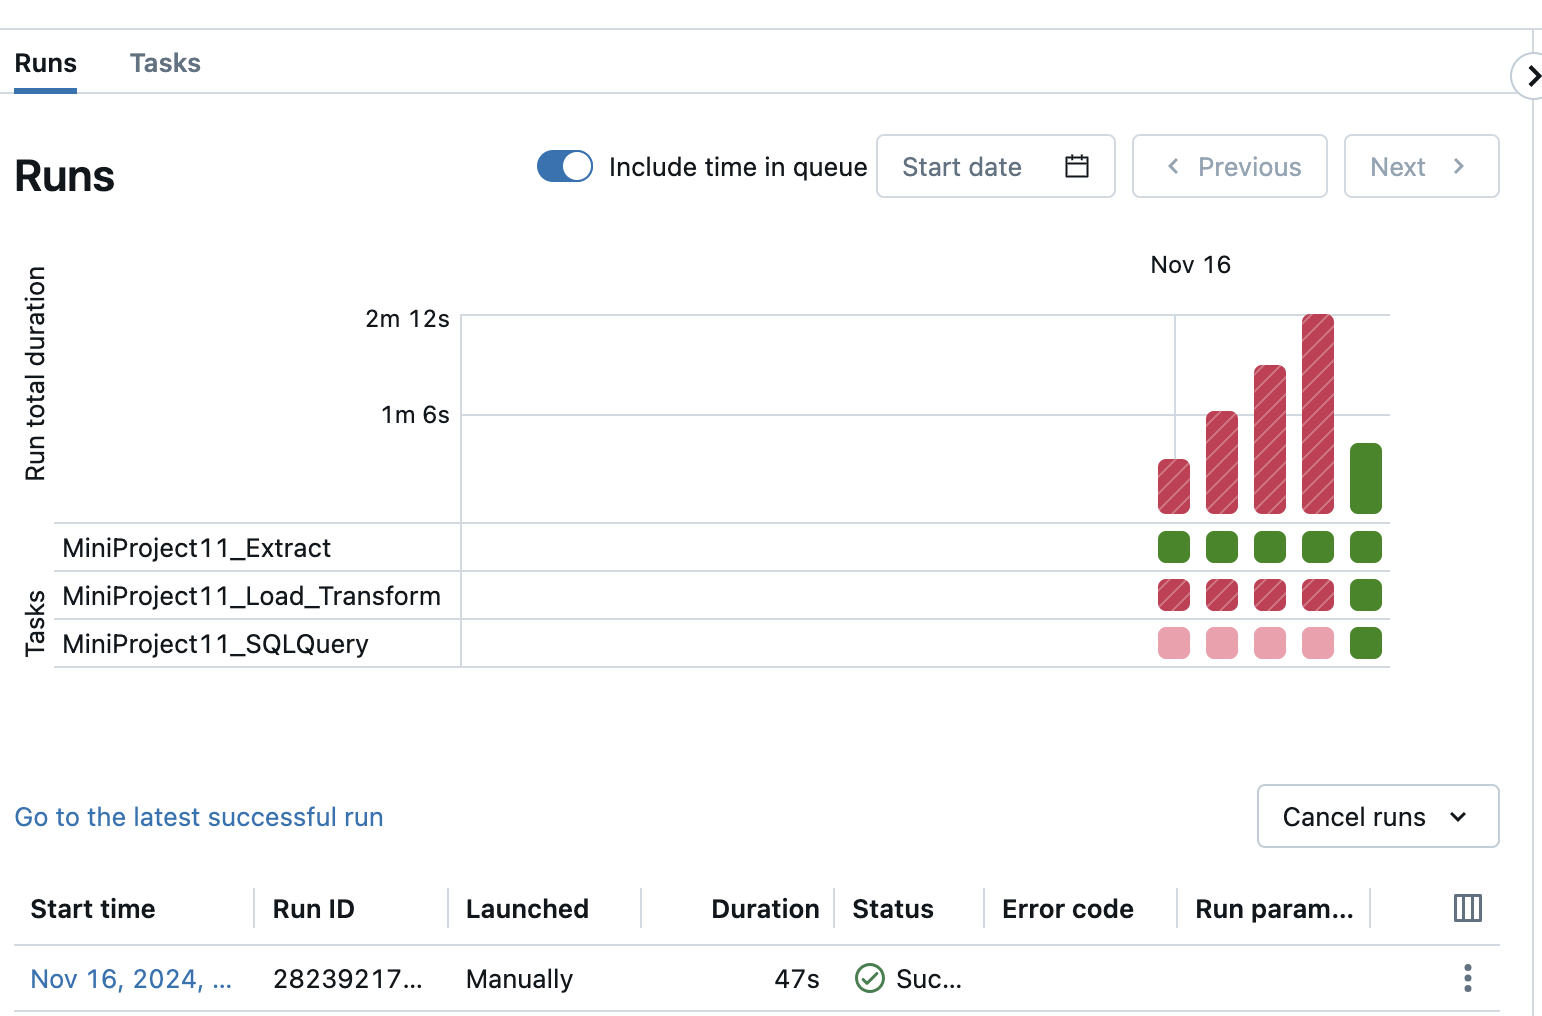 Runs Tasks
Runs
Include time in queue
Start date
Previous
Next
Nov 16
Run total duration
2m 12s
1m 6s
Tasks
MiniProject11_Extract
MiniProject11_Load_Transform
MiniProject11_SQLQuery
Go to the latest successful run
Cancel runs
Start time Run ID Launched Duration Status Error code Run param...
Nov 16, 2024, ... 28239217... Manually 47s Suc...